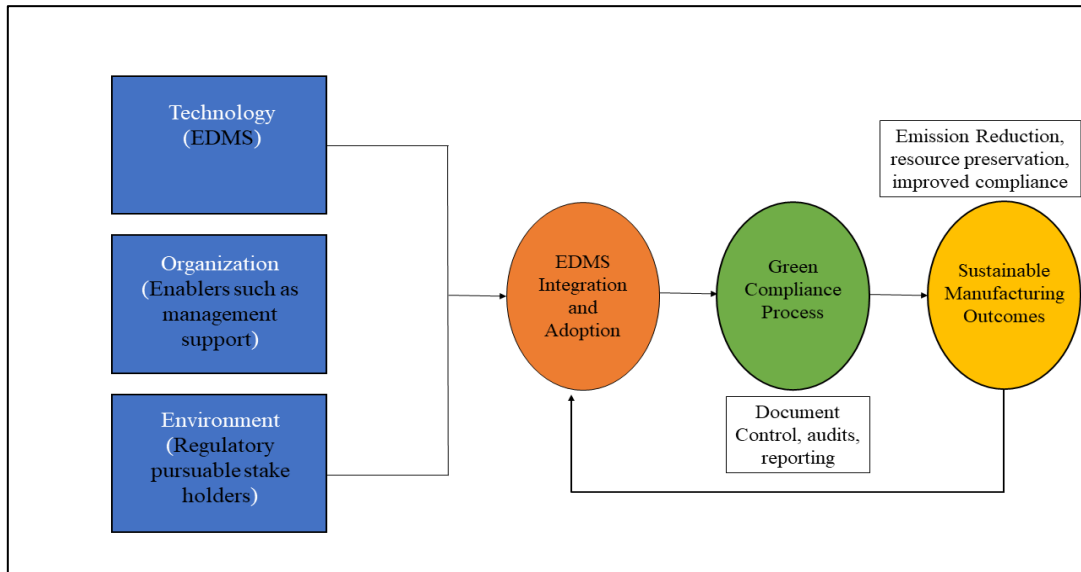 Technology
(EDMS)
Organization
(Enablers such as
management
support)
Environment
(Regulatory
pursuable stake
holders)
EDMS
Integration
and
Adoption
Green
Compliance
Process
Document
Control, audits,
reporting
Emission Reduction,
resource preservation,
improved compliance
Sustainable
Manufacturing
Outcomes